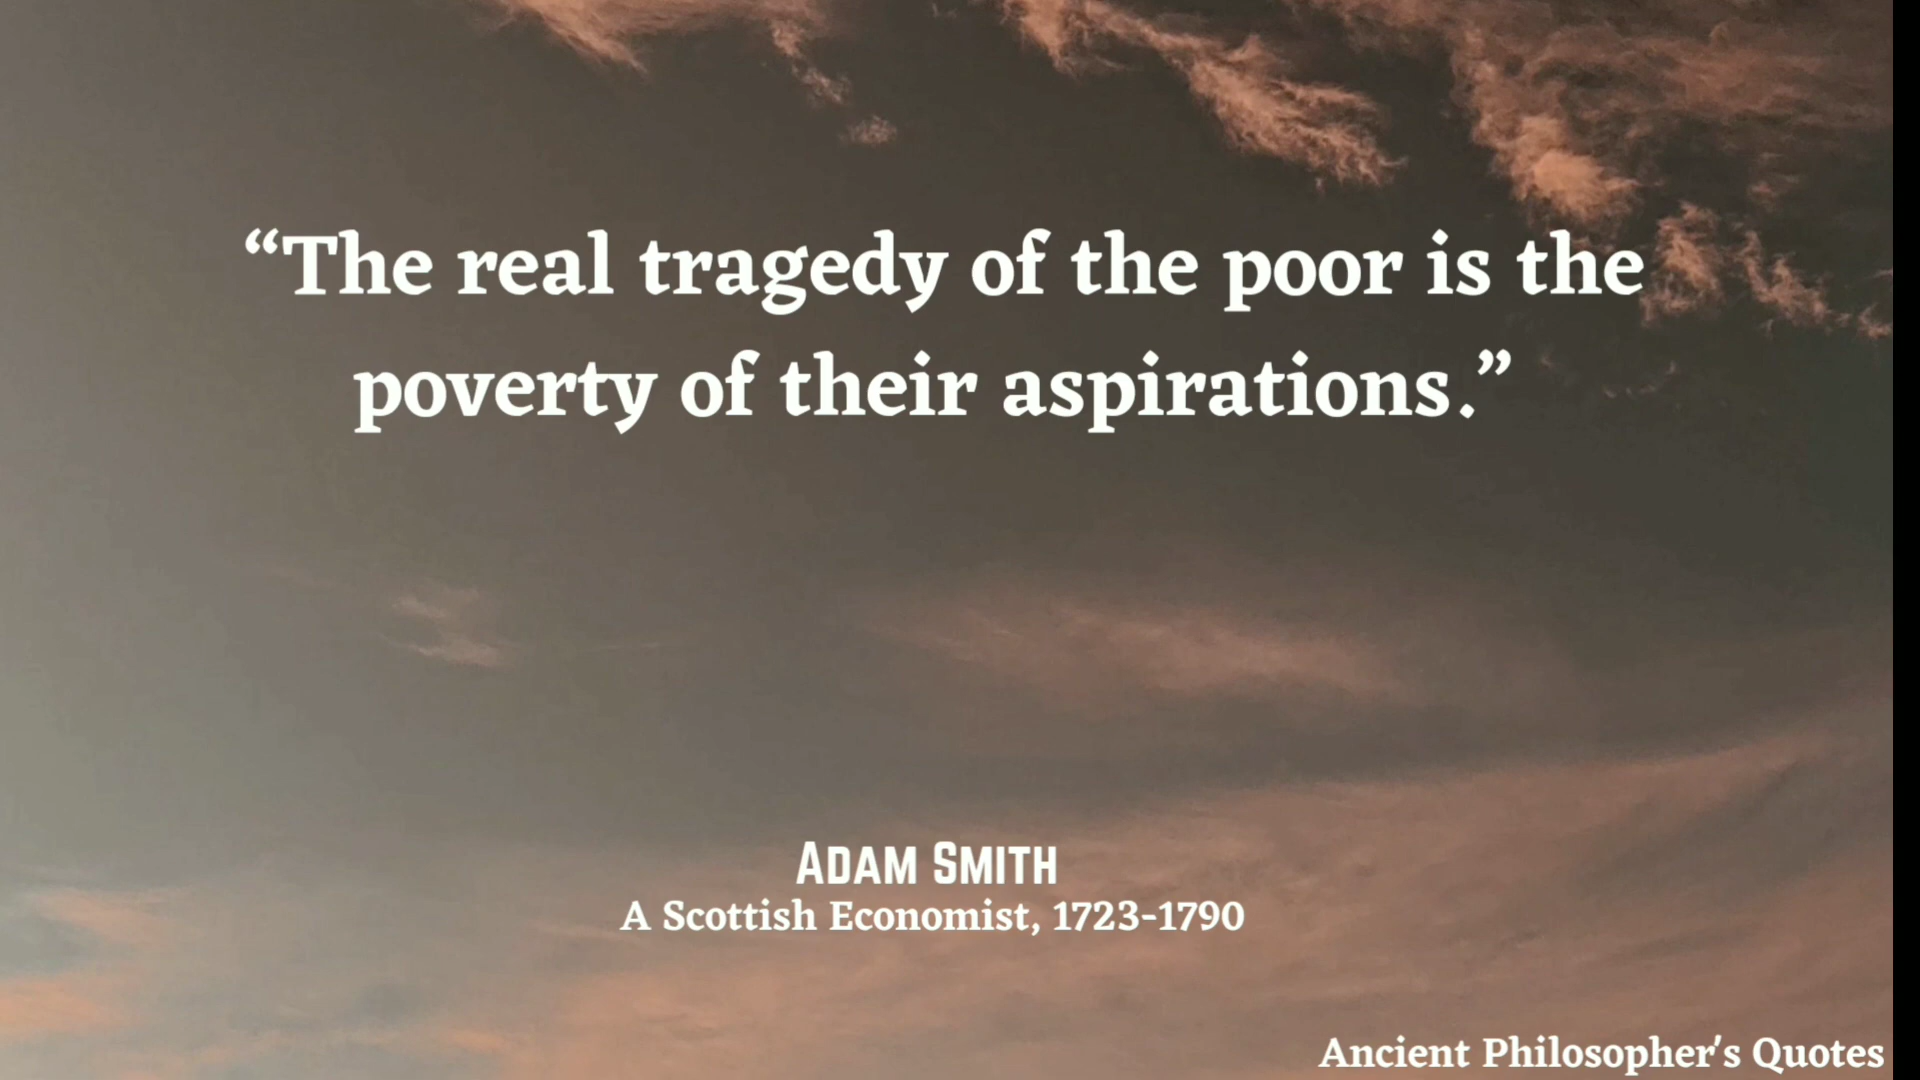 “The real tragedy of the poor is the
poverty of their aspirations.”
Adam Smith
A Scottish Economist, 1723-1790
Ancient Philosopher's Quotes